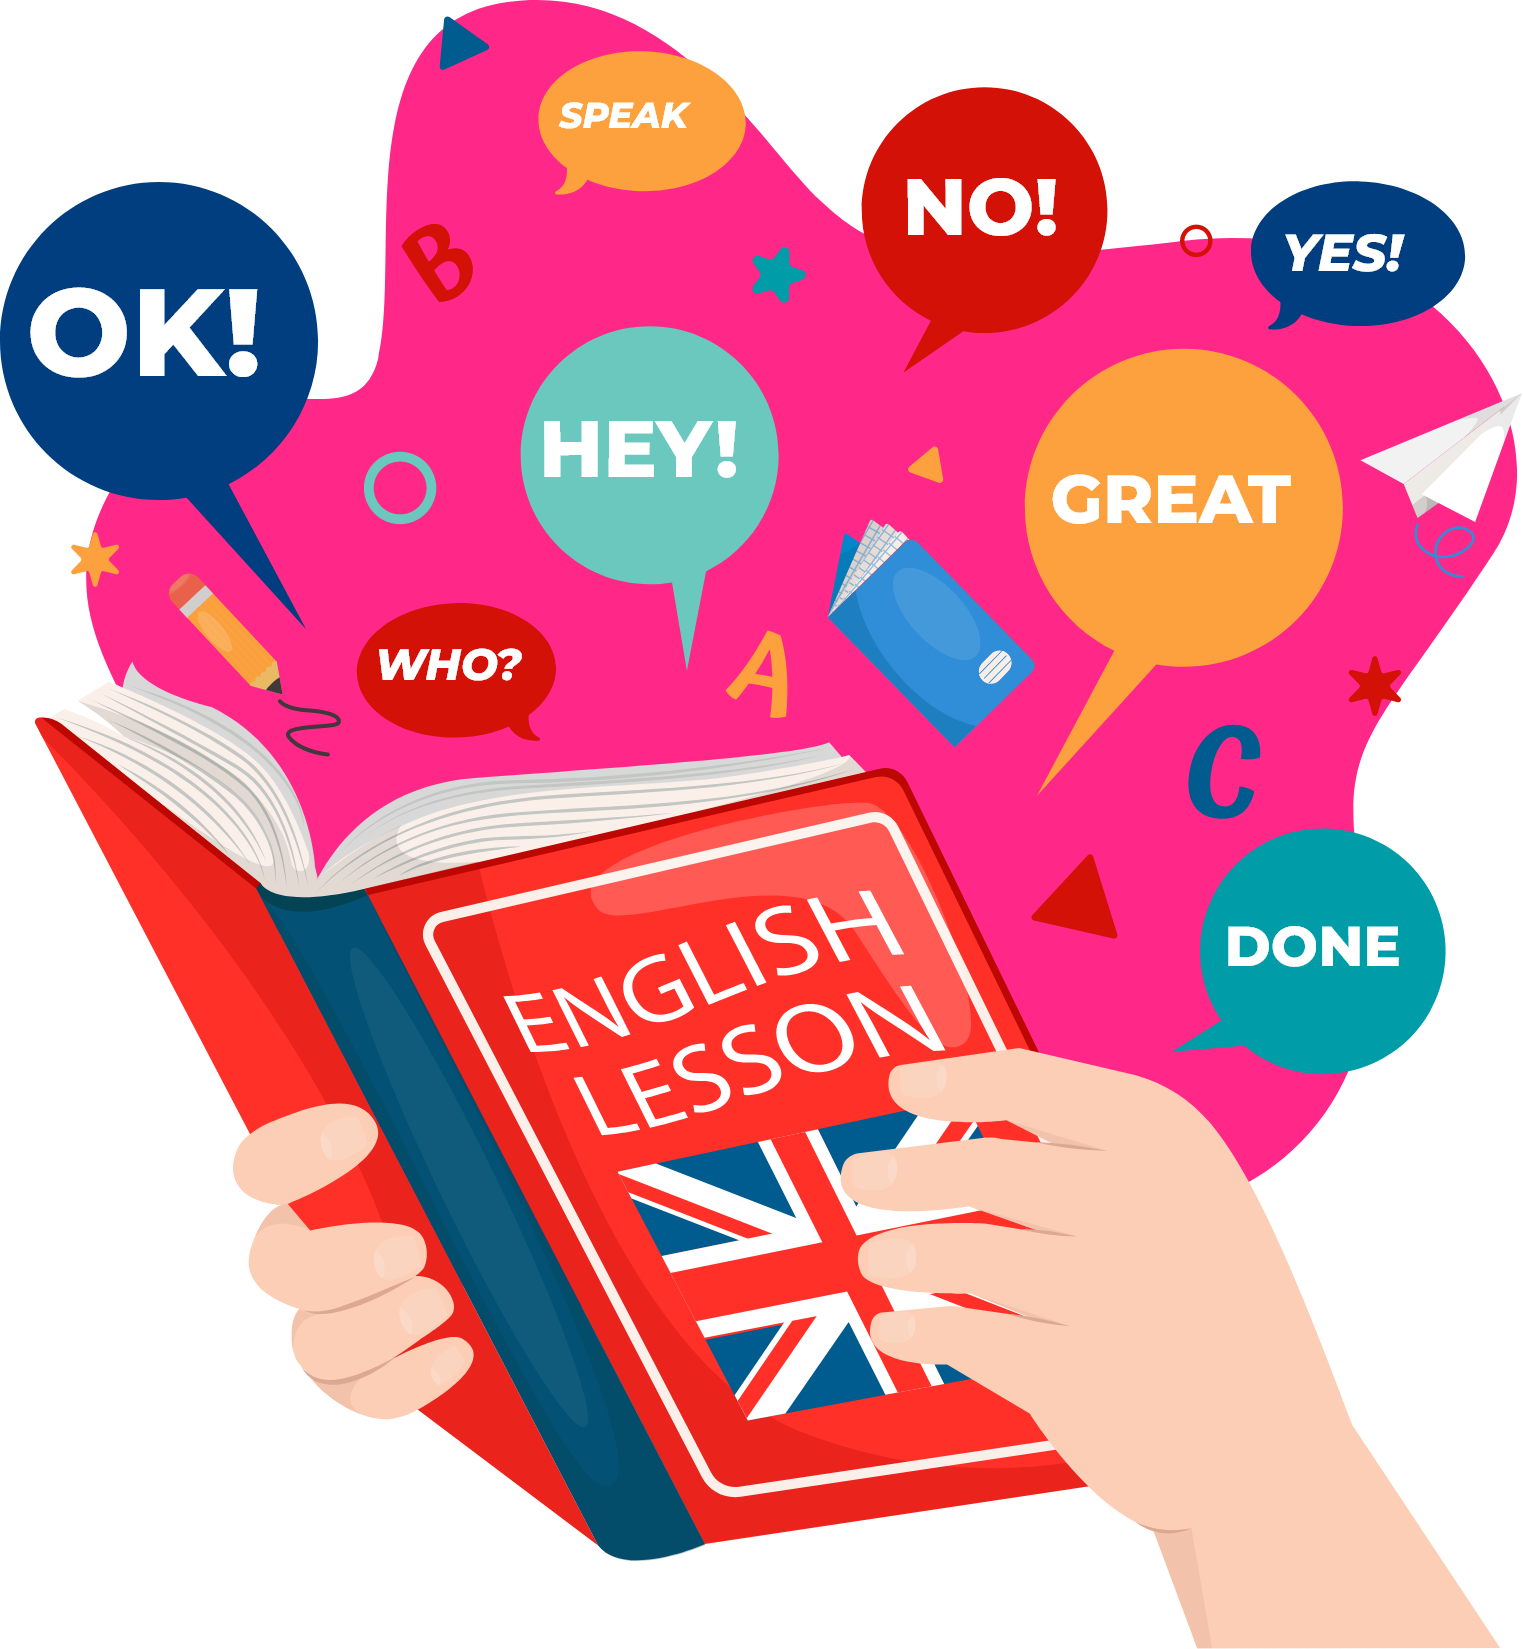 SPEAK
NO!
YES!
OK!
B
HEY!
GREAT
WHO?
A
C
DONE
ENGLISH
LESSON